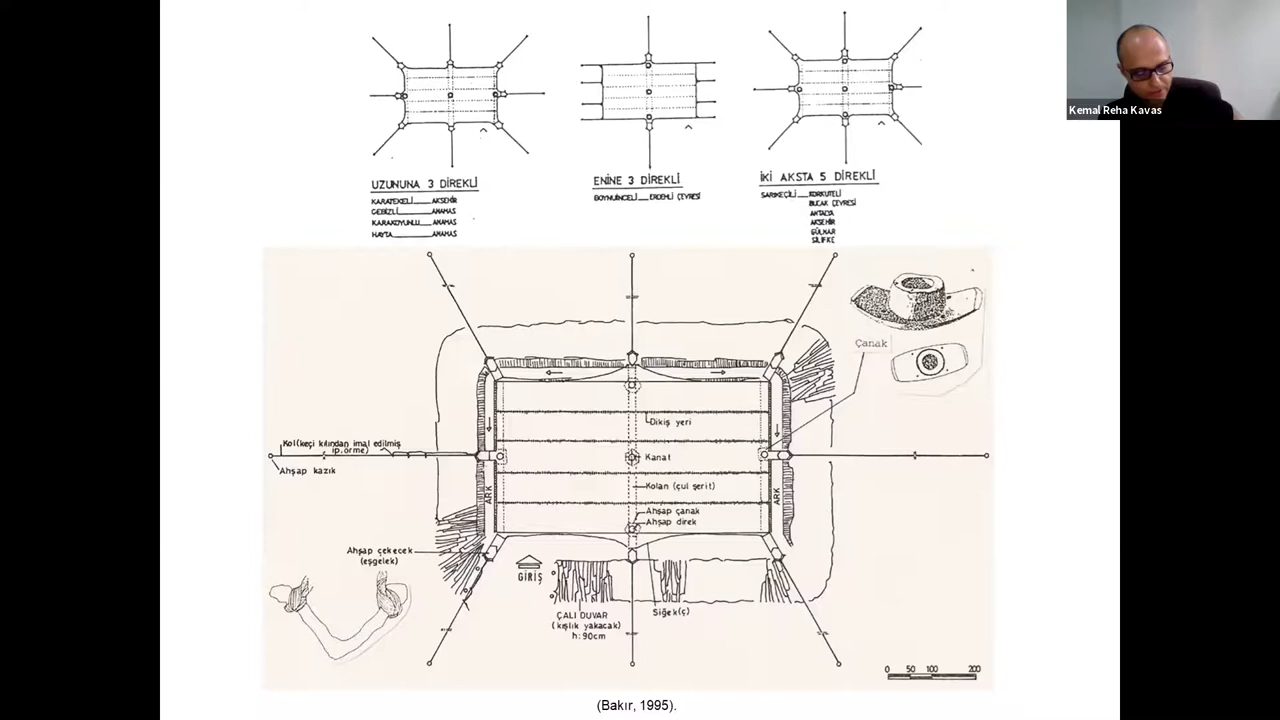 Kemal Reha Kavas
UZUNUNA 3 DİREKLİ
KARATEKELİ AKSEHİR
GEBİZLİ ANAMAS
KARAKOYUNLU ANAMAS
HAYTA ANAMAS
ENİNE 3 DİREKLİ
BOYNUİNCELİ ERDEMLİ ÇEVRESİ
İKİ AKSTA 5 DİREKLİ
SARIKEÇİLİ KORKUTELİ
BUCAK ÇEVRESİ
ANTALYA
AKSEHİR
GÜLNAR
SİLİFKE
Çanak
Dikiş yeri
Kol(keçi kılından imal edilmiş
ip,örme)
Ahşap kazık
Kanat
Kolan (çul şerit)
ARK
ARK
Ahşap çanak
Ahşap direk
Ahşap çekecek
(eşgelek)
GİRİŞ
ÇALI DUVAR
(kışlık yakacak)
h:90cm
Siğek(ç)
0 50 100 200
(Bakır, 1995).